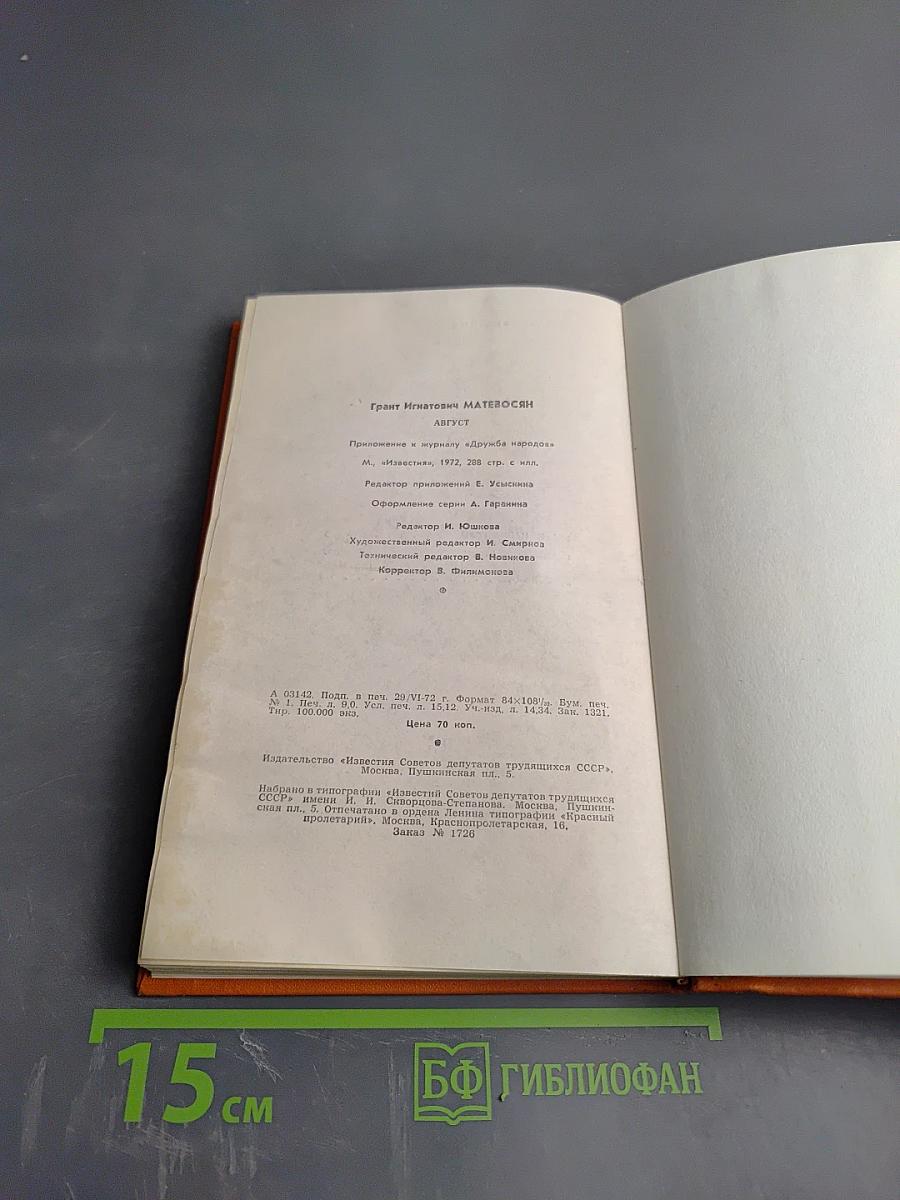 Грант Игнатович МАТЕВОСЯН
АВГУСТ
Приложение к журналу «Дружба народов»
М., «Известия», 1972, 288 стр. с илл.
Редактор приложений Е. Усыскина
Оформление серии А. Гаранина
Редактор И. Юшкова
Художественный редактор И. Смирнов
Технический редактор В. Новикова
Корректор В. Филимонова
А 03142. Подп. в печ. 29/VI-72 г. Формат 84×108¹/₃₂. Бум. печ.
№ 1. Печ. л. 9,0. Усл. печ. л. 15,12. Уч.-изд. л. 14,34. Зак. 1321.
Тир. 100.000 экз.
Цена 70 коп.
Издательство «Известия Советов депутатов трудящихся СССР».
Москва, Пушкинская пл., 5.
Набрано в типографии «Известий Советов депутатов трудящихся
СССР» имени И. И. Скворцова-Степанова. Москва, Пушкин-
ская пл., 5. Отпечатано в ордена Ленина типографии «Красный
пролетарий». Москва, Краснопролетарская, 16.
Заказ № 1726
15 см
БФ ГИБЛИОФАН